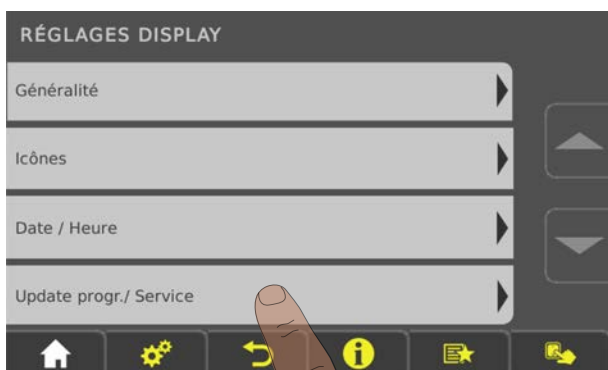 RÉGLAGES DISPLAY
Généralité
Icônes
Date / Heure
Update progr./ Service